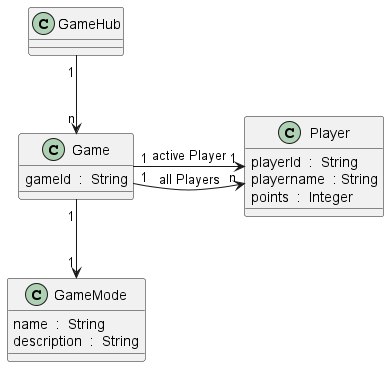 C GameHub
1
n
C Game
gameId : String
1 active Player 1
1 all Players n
C Player
playerId : String
playername : String
points : Integer
1
1
C GameMode
name : String
description : String